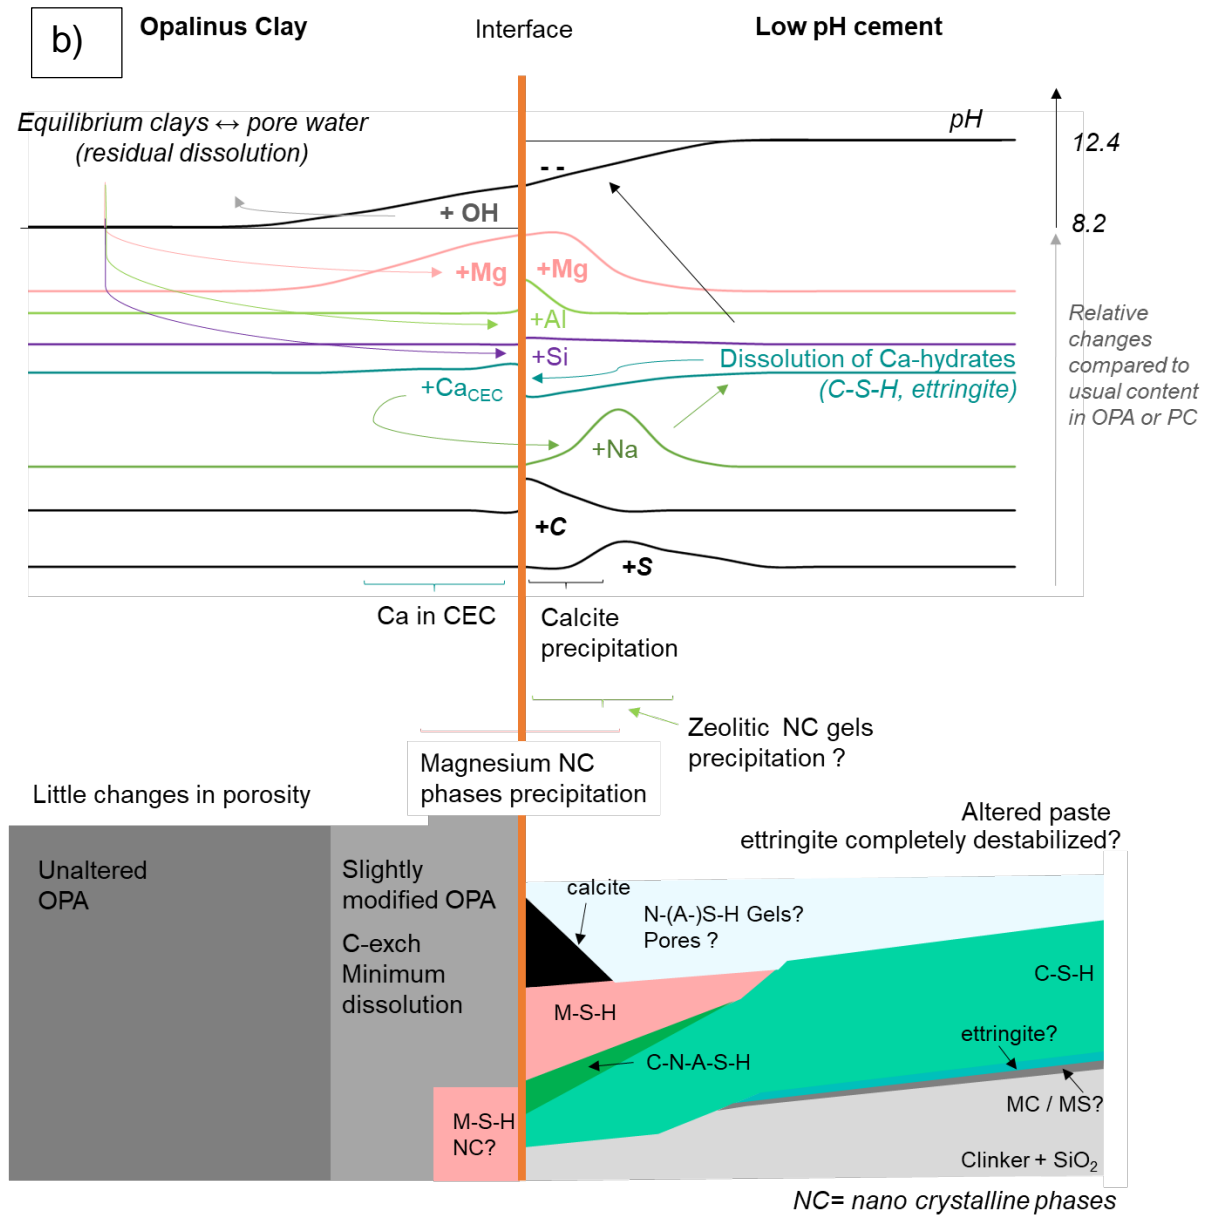 b)
Opalinus Clay
Interface
Low pH cement
Equilibrium clays ↔ pore water
(residual dissolution)
pH
12.4
- -
+ OH
8.2
+Mg
+Mg
+Al
+Si
Relative
changes
compared to
usual content
in OPA or PC
Dissolution of Ca-hydrates
(C-S-H, ettringite)
+CaCEC
+Na
+C
+S
Ca in CEC
Calcite
precipitation
Zeolitic NC gels
precipitation ?
Magnesium NC
phases precipitation
Little changes in porosity
Altered paste
ettringite completely destabilized?
Unaltered
OPA
Slightly
modified OPA
C-exch
Minimum
dissolution
calcite
N-(A-)S-H Gels?
Pores ?
C-S-H
M-S-H
ettringite?
C-N-A-S-H
MC / MS?
M-S-H
NC?
Clinker + SiO2
NC= nano crystalline phases